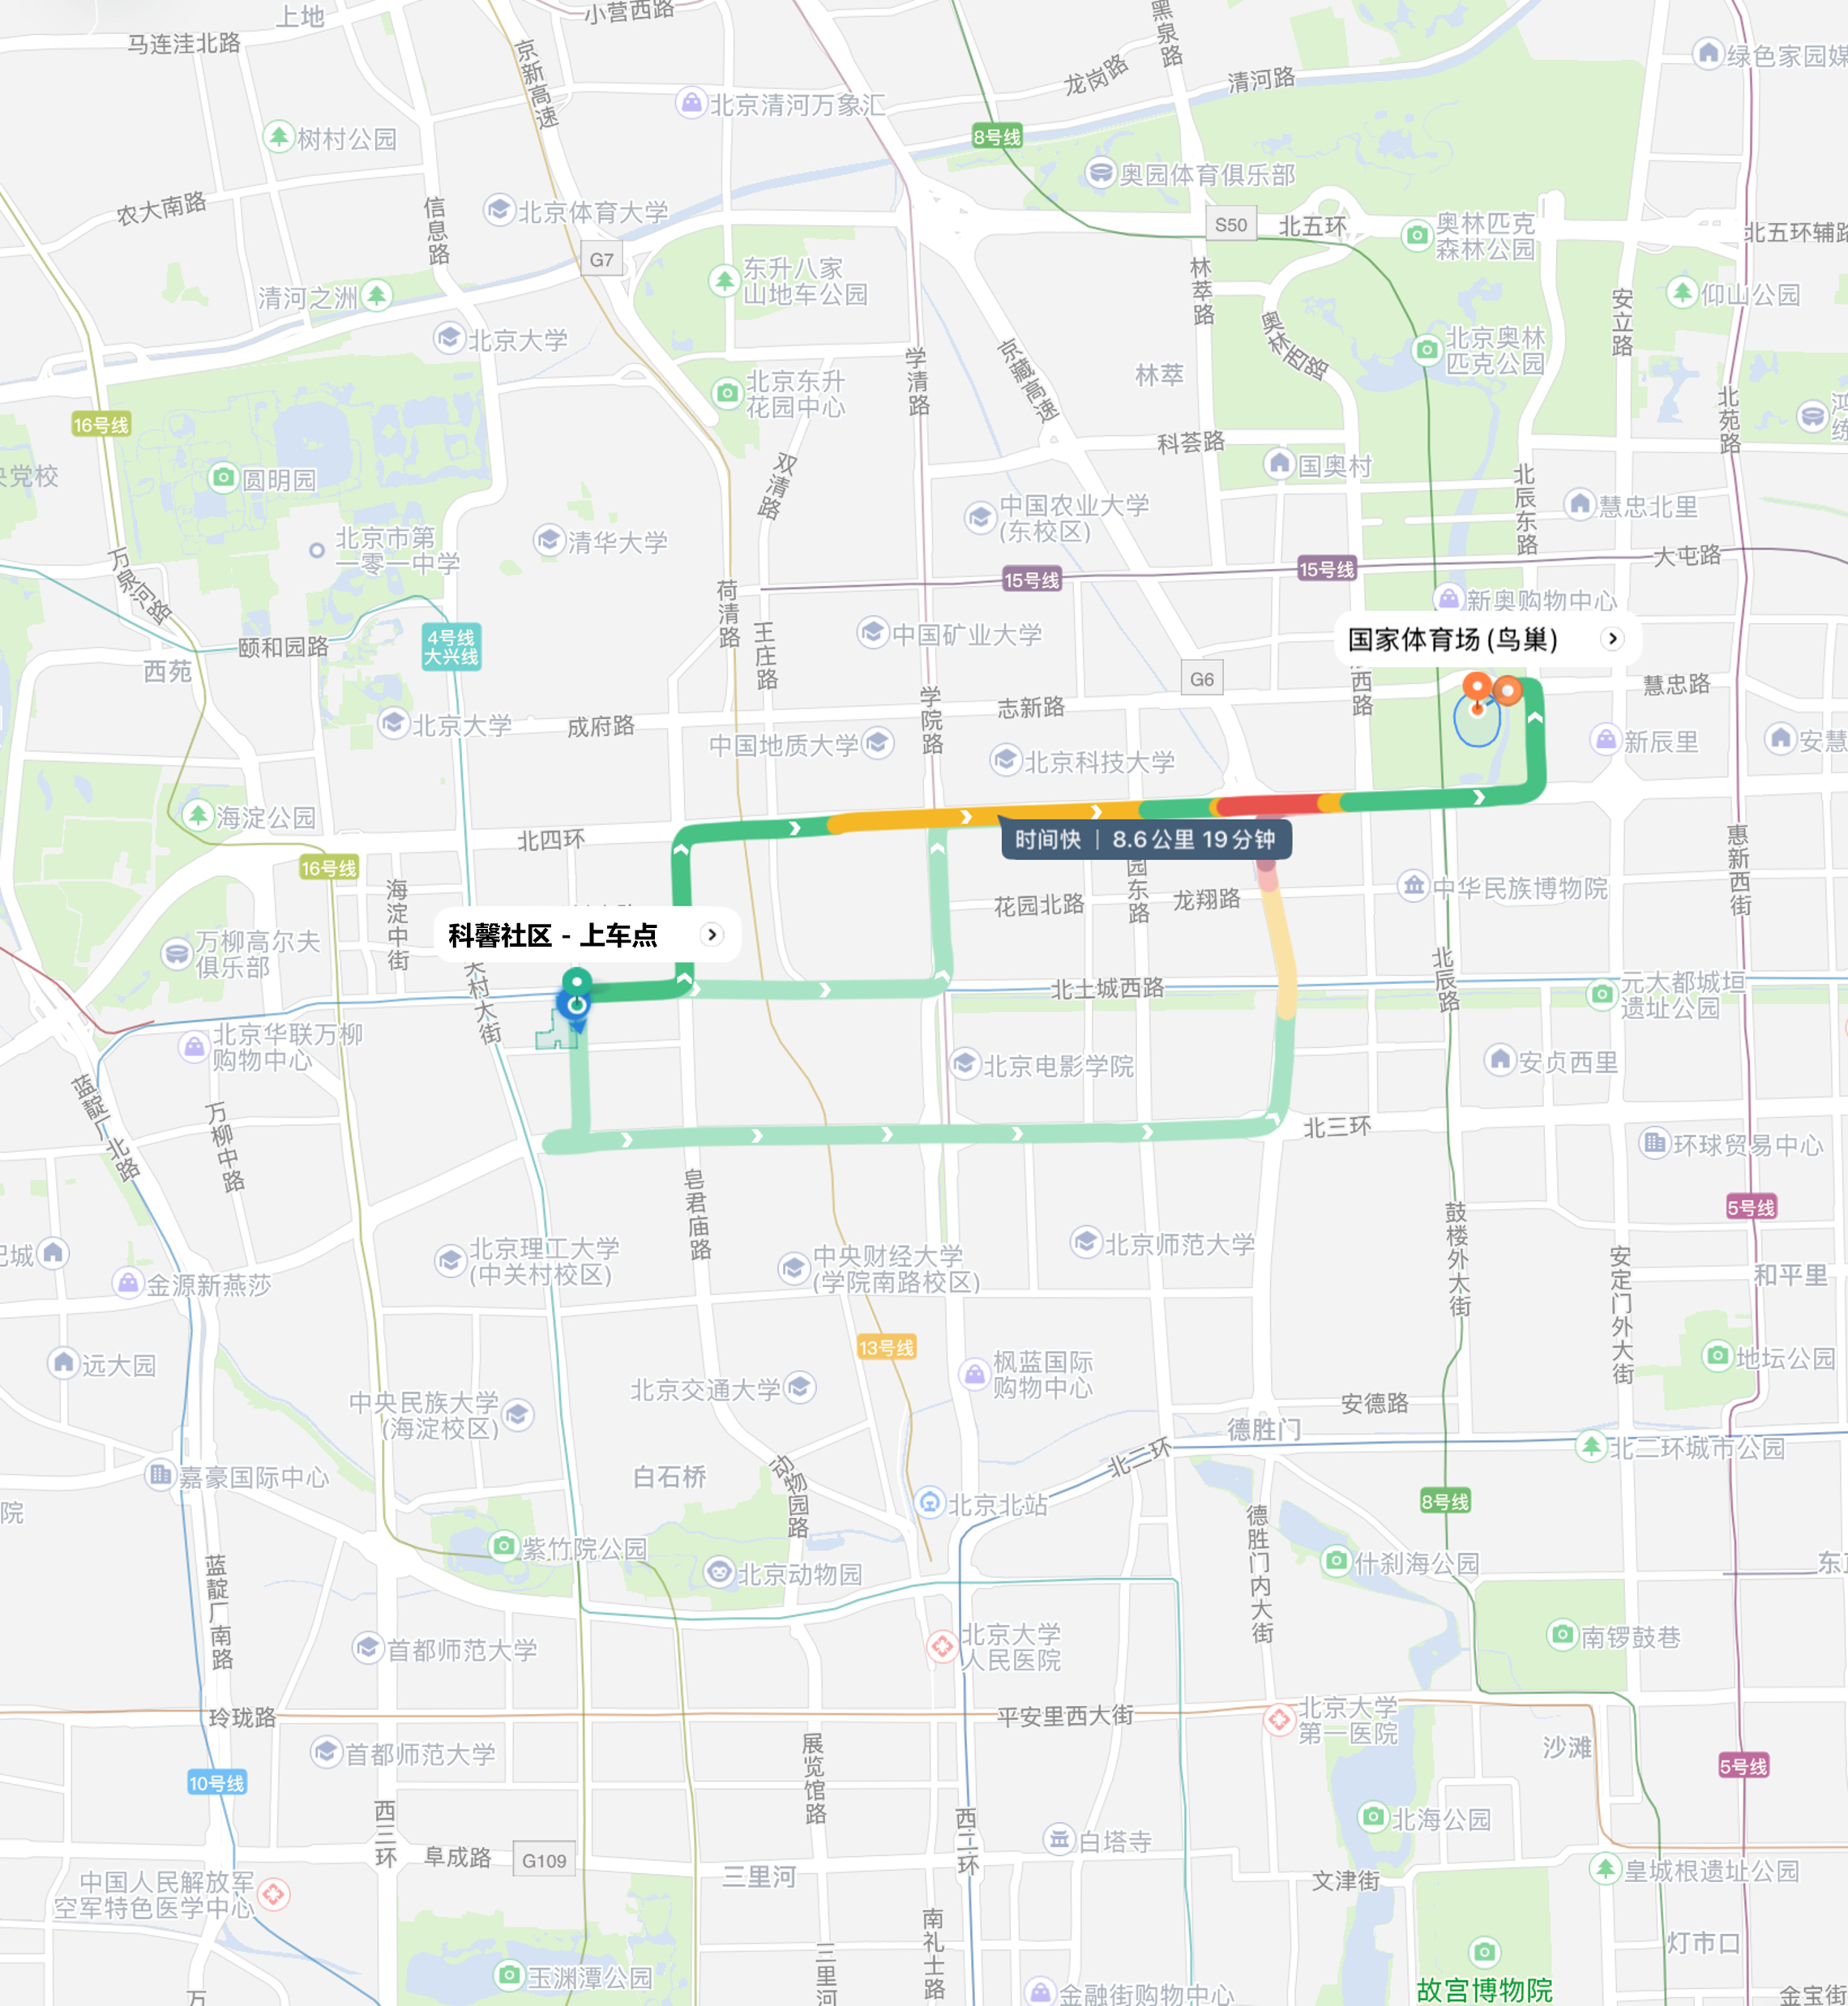 上地
小营西路
马连洼北路
京新高速
黑泉路
龙岗路
清河路
绿色家园媒
北京清河万象汇
树村公园
8号线
奥园体育俱乐部
农大南路
信息路
北京体育大学
S50
北五环
奥林匹克
森林公园
北五环辅路
G7
东升八家
山地车公园
林萃路
清河之洲
安立路
仰山公园
北京大学
奥林西路
北京奥林
匹克公园
学清路
京藏高速
林萃
北京东升
花园中心
北苑路
16号线
科荟路
国奥村
央党校
圆明园
双清路
中国农业大学
(东校区)
北辰东路
慧忠北里
北京市第
一零一中学
清华大学
万泉河路
大屯路
15号线
15号线
荷清路
新奥购物中心
4号线
大兴线
颐和园路
王庄路
中国矿业大学
国家体育场(鸟巢)
西苑
G6
西路
慧忠路
北京大学
成府路
学院路
志新路
中国地质大学
北京科技大学
新辰里
安慧
海淀公园
北四环
时间快 | 8.6公里 19分钟
惠新西街
16号线
海淀中街
园东路
花园北路
龙翔路
中华民族博物院
科馨社区 - 上车点
万柳高尔夫
俱乐部
村大街
北土城西路
北辰路
元大都城垣
遗址公园
北京华联万柳
购物中心
北京电影学院
安贞西里
蓝靛厂北路
万柳中路
北三环
环球贸易中心
皂君庙路
5号线
鼓楼外大街
北京理工大学
(中关村校区)
中央财经大学
(学院南路校区)
北京师范大学
安定门外大街
和平里
金源新燕莎
远大园
13号线
枫蓝国际
购物中心
地坛公园
中央民族大学
(海淀校区)
北京交通大学
安德路
德胜门
北二环
北二环城市公园
嘉豪国际中心
白石桥
动物园路
院
北京北站
8号线
德胜门内大街
紫竹院公园
北京动物园
什刹海公园
蓝靛厂南路
首都师范大学
北京大学
人民医院
南锣鼓巷
玲珑路
平安里西大街
北京大学
第一医院
首都师范大学
展览馆路
沙滩
10号线
5号线
西三环
西二环
北海公园
阜成路
G109
白塔寺
三里河
文津街
皇城根遗址公园
中国人民解放军
空军特色医学中心
南礼士路
三里河
灯市口
玉渊潭公园
金融街购物中心
故宫博物院
万
金宝街